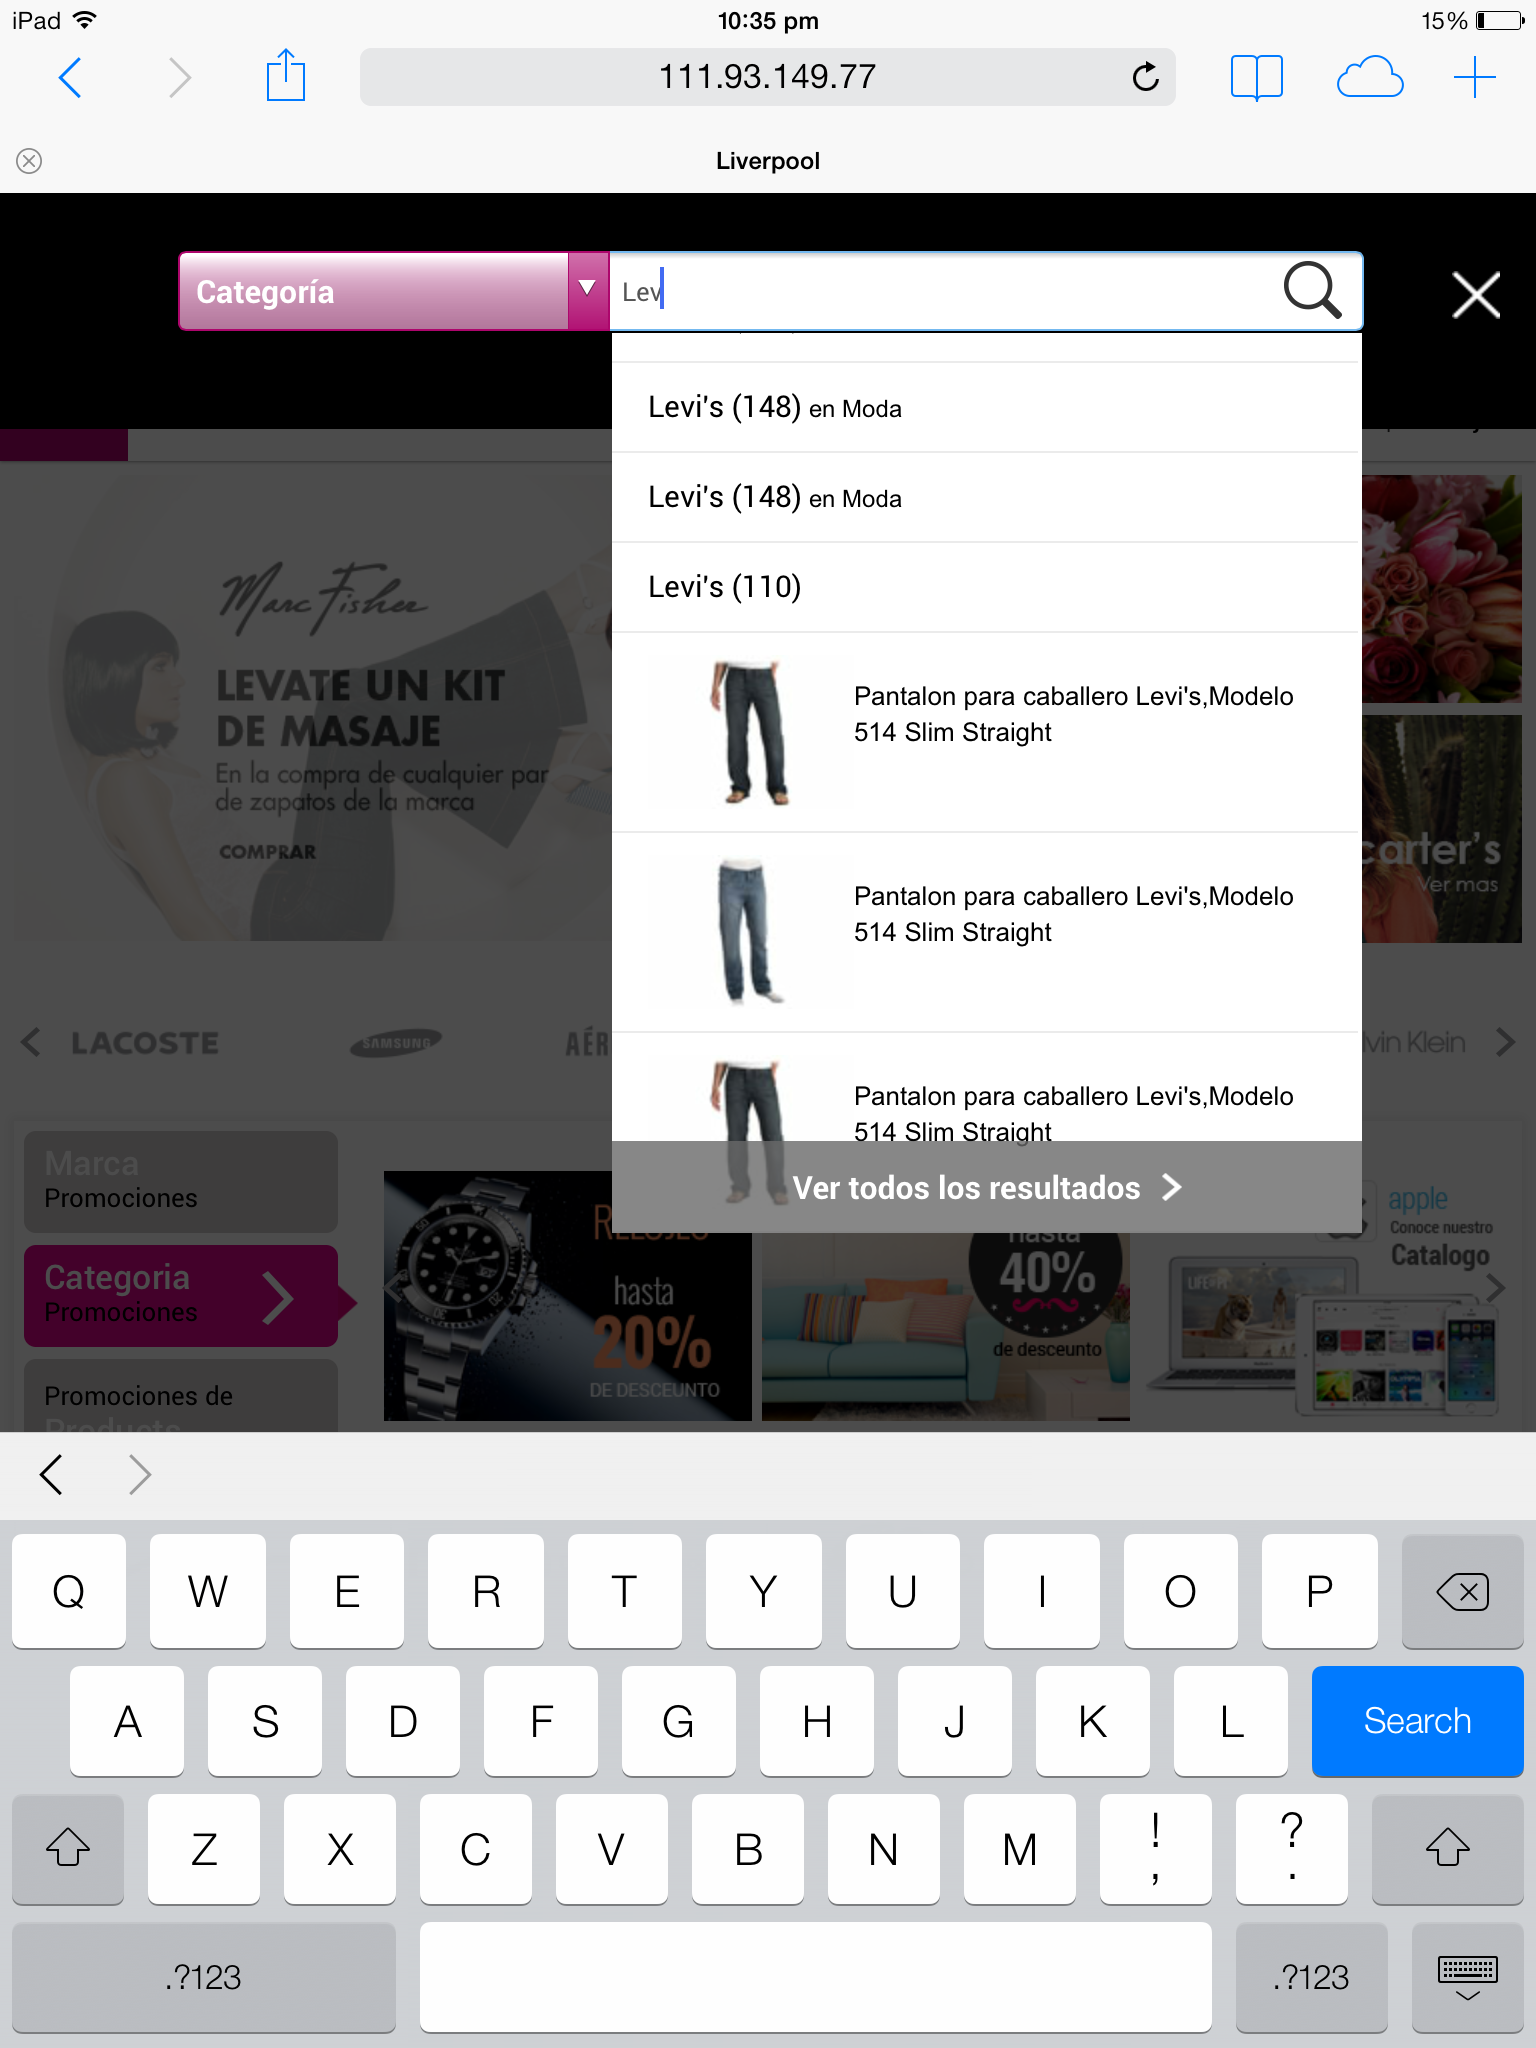 iPad
10:35 pm
15%
111.93.149.77
Liverpool
Categoría
Lev
Levi's (148) en Moda
Levi's (148) en Moda
Levi's (110)
Pantalon para caballero Levi's,Modelo
514 Slim Straight
Pantalon para caballero Levi's,Modelo
514 Slim Straight
Pantalon para caballero Levi's,Modelo
514 Slim Straight
Ver todos los resultados
Marc Fisher
LEVATE UN KIT
DE MASAJE
En la compra de cualquier par
de zapatos de la marca
COMPRAR
carter's
Ver mas
LACOSTE
SAMSUNG
AÉR
lvin Klein
Marca
Promociones
Categoria
Promociones
Promociones de
Products
RELOJES
hasta
20%
DE DESCEUNTO
hasta
40%
de desceunto
apple
Conoce nuestro
Catalogo
Q W E R T Y U I O P
A S D F G H J K L Search
Z X C V B N M ! , ? .
.?123 .?123